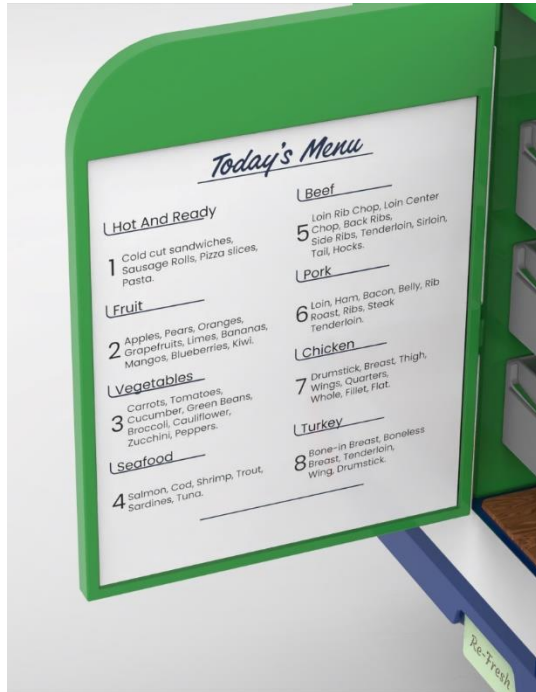 Today's Menu
Hot And Ready
1 Cold cut sandwiches,
Sausage Rolls, Pizza slices,
Pasta.
Fruit
2 Apples, Pears, Oranges,
Grapefruits, Limes, Bananas,
Mangos, Blueberries, Kiwi.
Vegetables
3 Carrots, Tomatoes,
Cucumber, Green Beans,
Broccoli, Cauliflower,
Zucchini, Peppers.
Seafood
4 Salmon, Cod, Shrimp, Trout,
Sardines, Tuna.
Beef
5 Loin Rib Chop, Loin Center
Chop, Back Ribs,
Side Ribs, Tenderloin, Sirloin,
Tail, Hocks.
Pork
6 Loin, Ham, Bacon, Belly, Rib
Roast, Ribs, Steak
Tenderloin.
Chicken
7 Drumstick, Breast, Thigh,
Wings, Quarters,
Whole, Fillet, Flat.
Turkey
8 Bone-in Breast, Boneless
Breast, Tenderloin,
Wing, Drumstick.
Re-Fresh